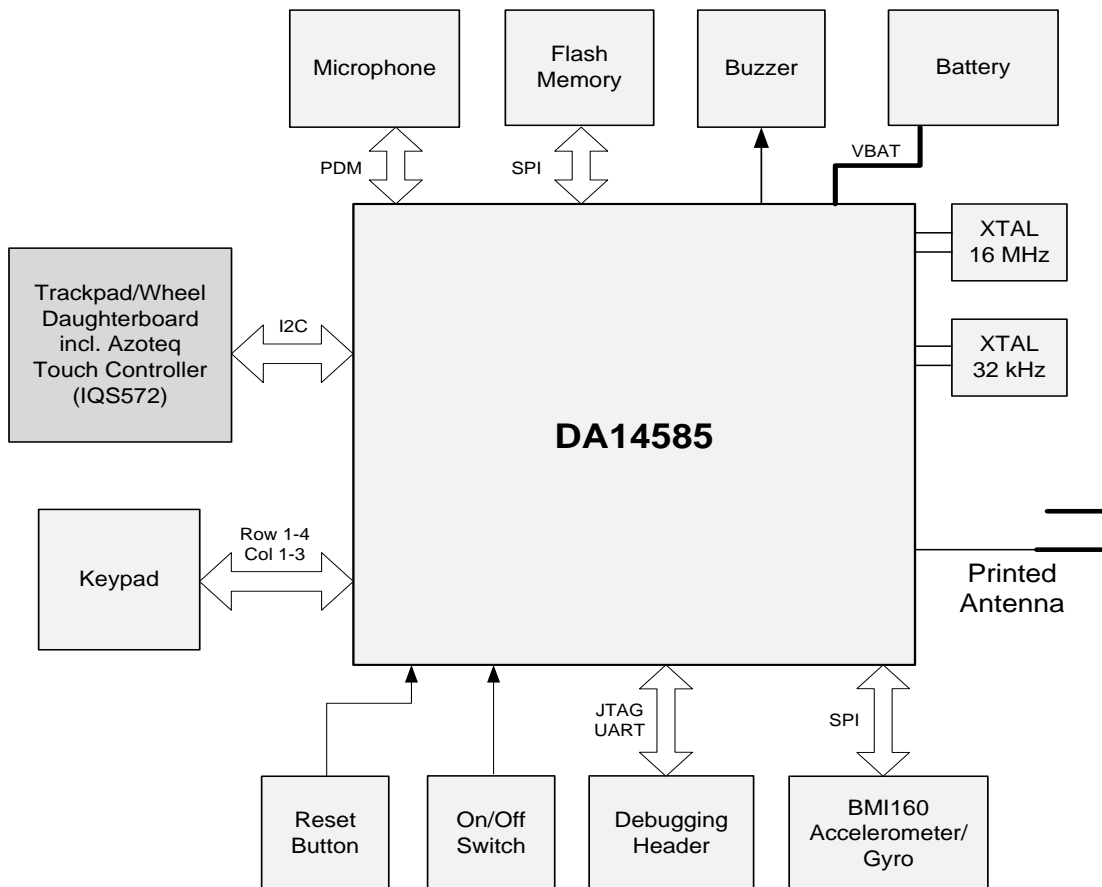 Microphone
Flash
Memory
Buzzer
Battery
PDM
SPI
VBAT
XTAL
16 MHz
Trackpad/Wheel
Daughterboard
incl. Azoteq
Touch Controller
(IQS572)
I2C
XTAL
32 kHz
DA14585
Keypad
Row 1-4
Col 1-3
Printed
Antenna
JTAG
UART
SPI
Reset
Button
On/Off
Switch
Debugging
Header
BMI160
Accelerometer/
Gyro